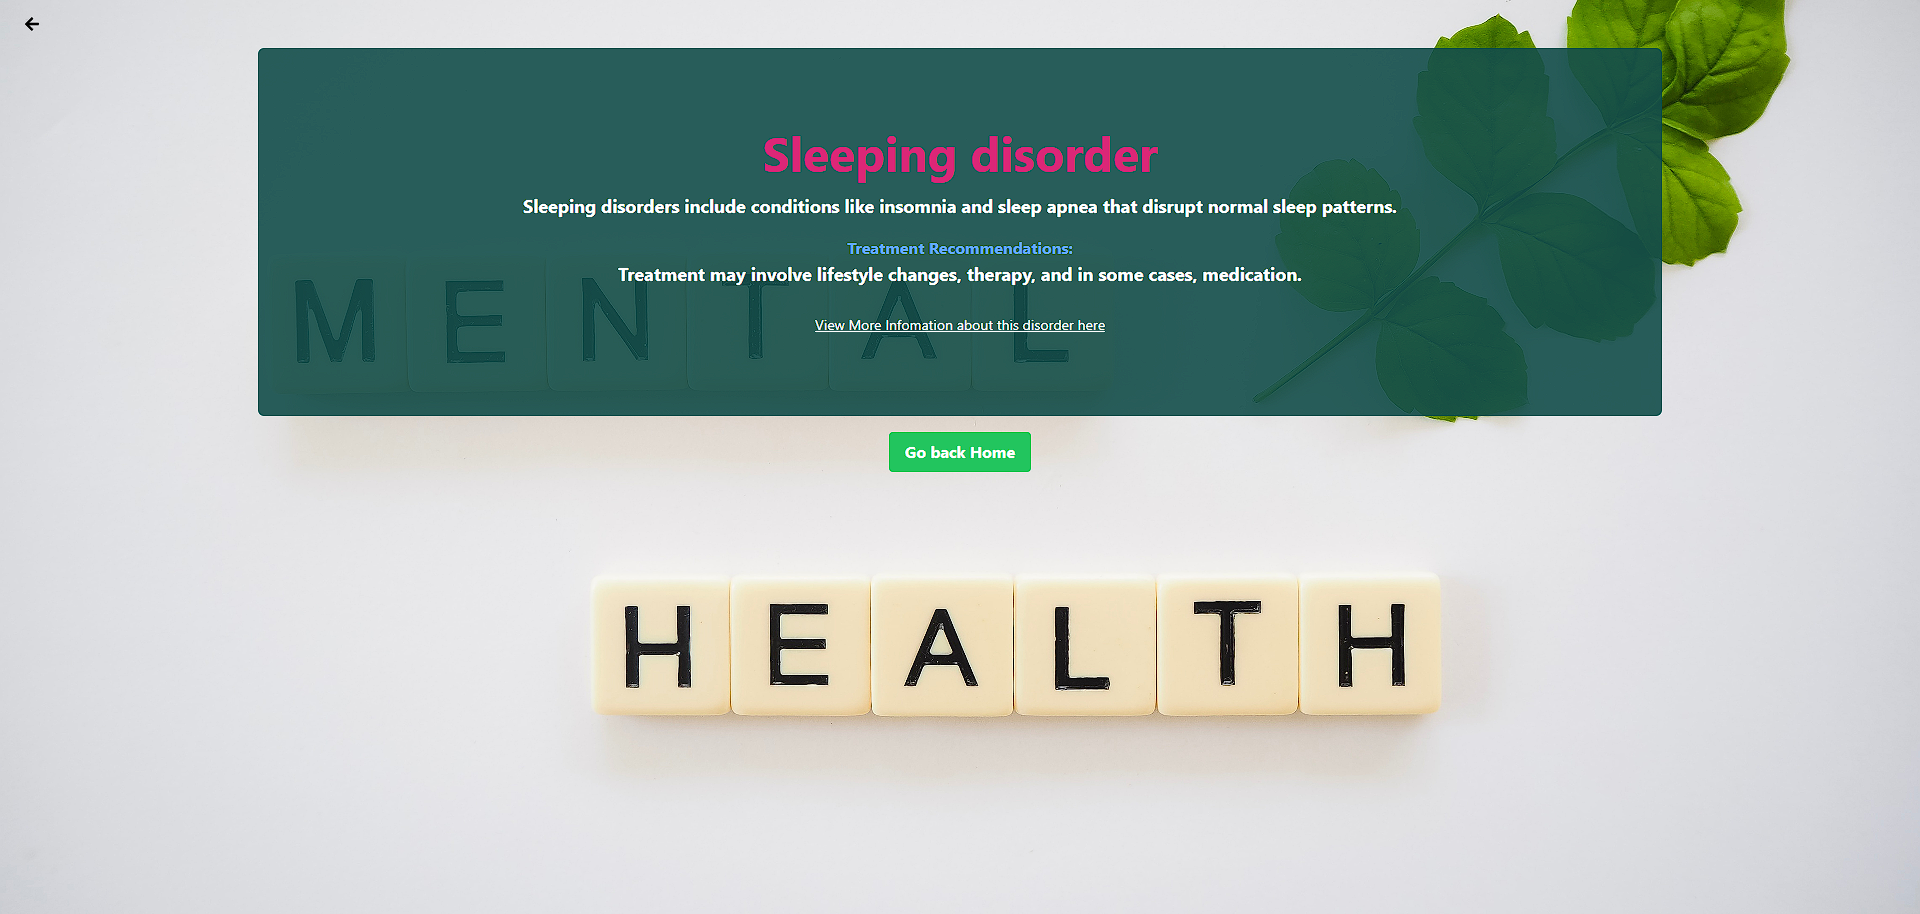 Sleeping disorder
Sleeping disorders include conditions like insomnia and sleep apnea that disrupt normal sleep patterns.
Treatment Recommendations:
Treatment may involve lifestyle changes, therapy, and in some cases, medication.
MENTAL
View More Infomation about this disorder here
Go back Home
HEALTH